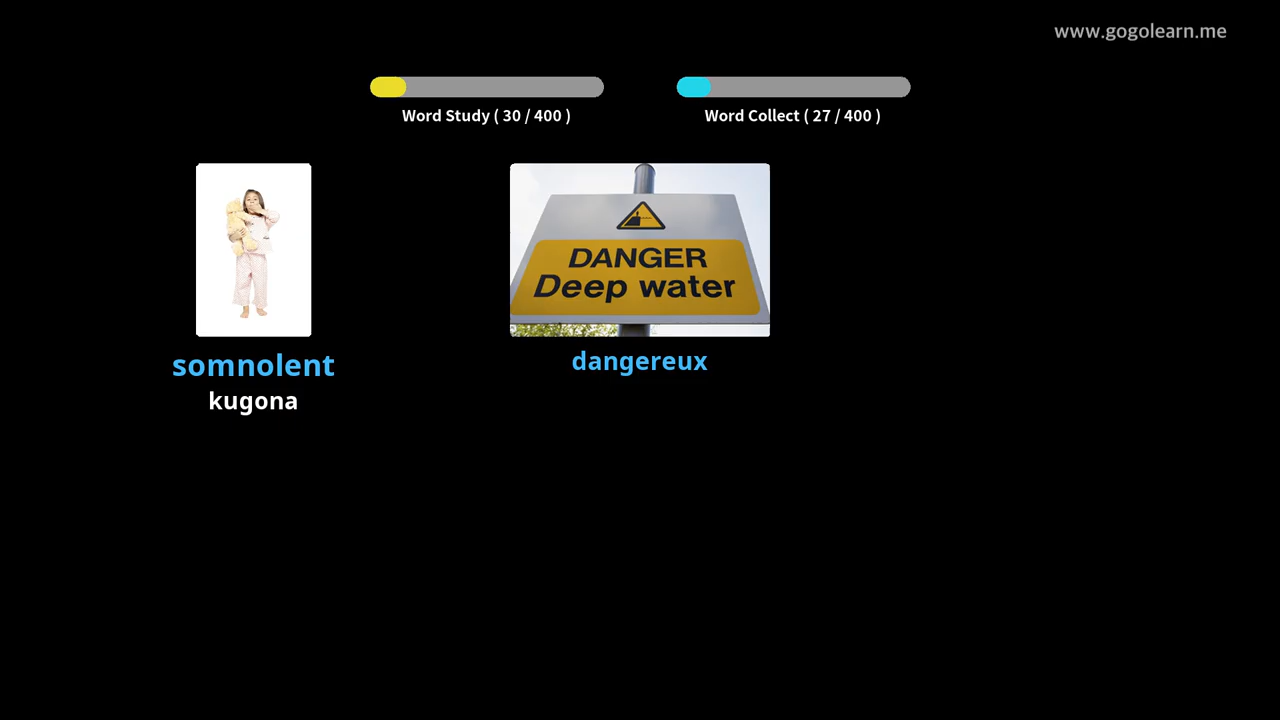 www.gogolearn.me
Word Study ( 30 / 400 )
Word Collect ( 27 / 400 )
DANGER
Deep water
somnolent
kugona
dangereux